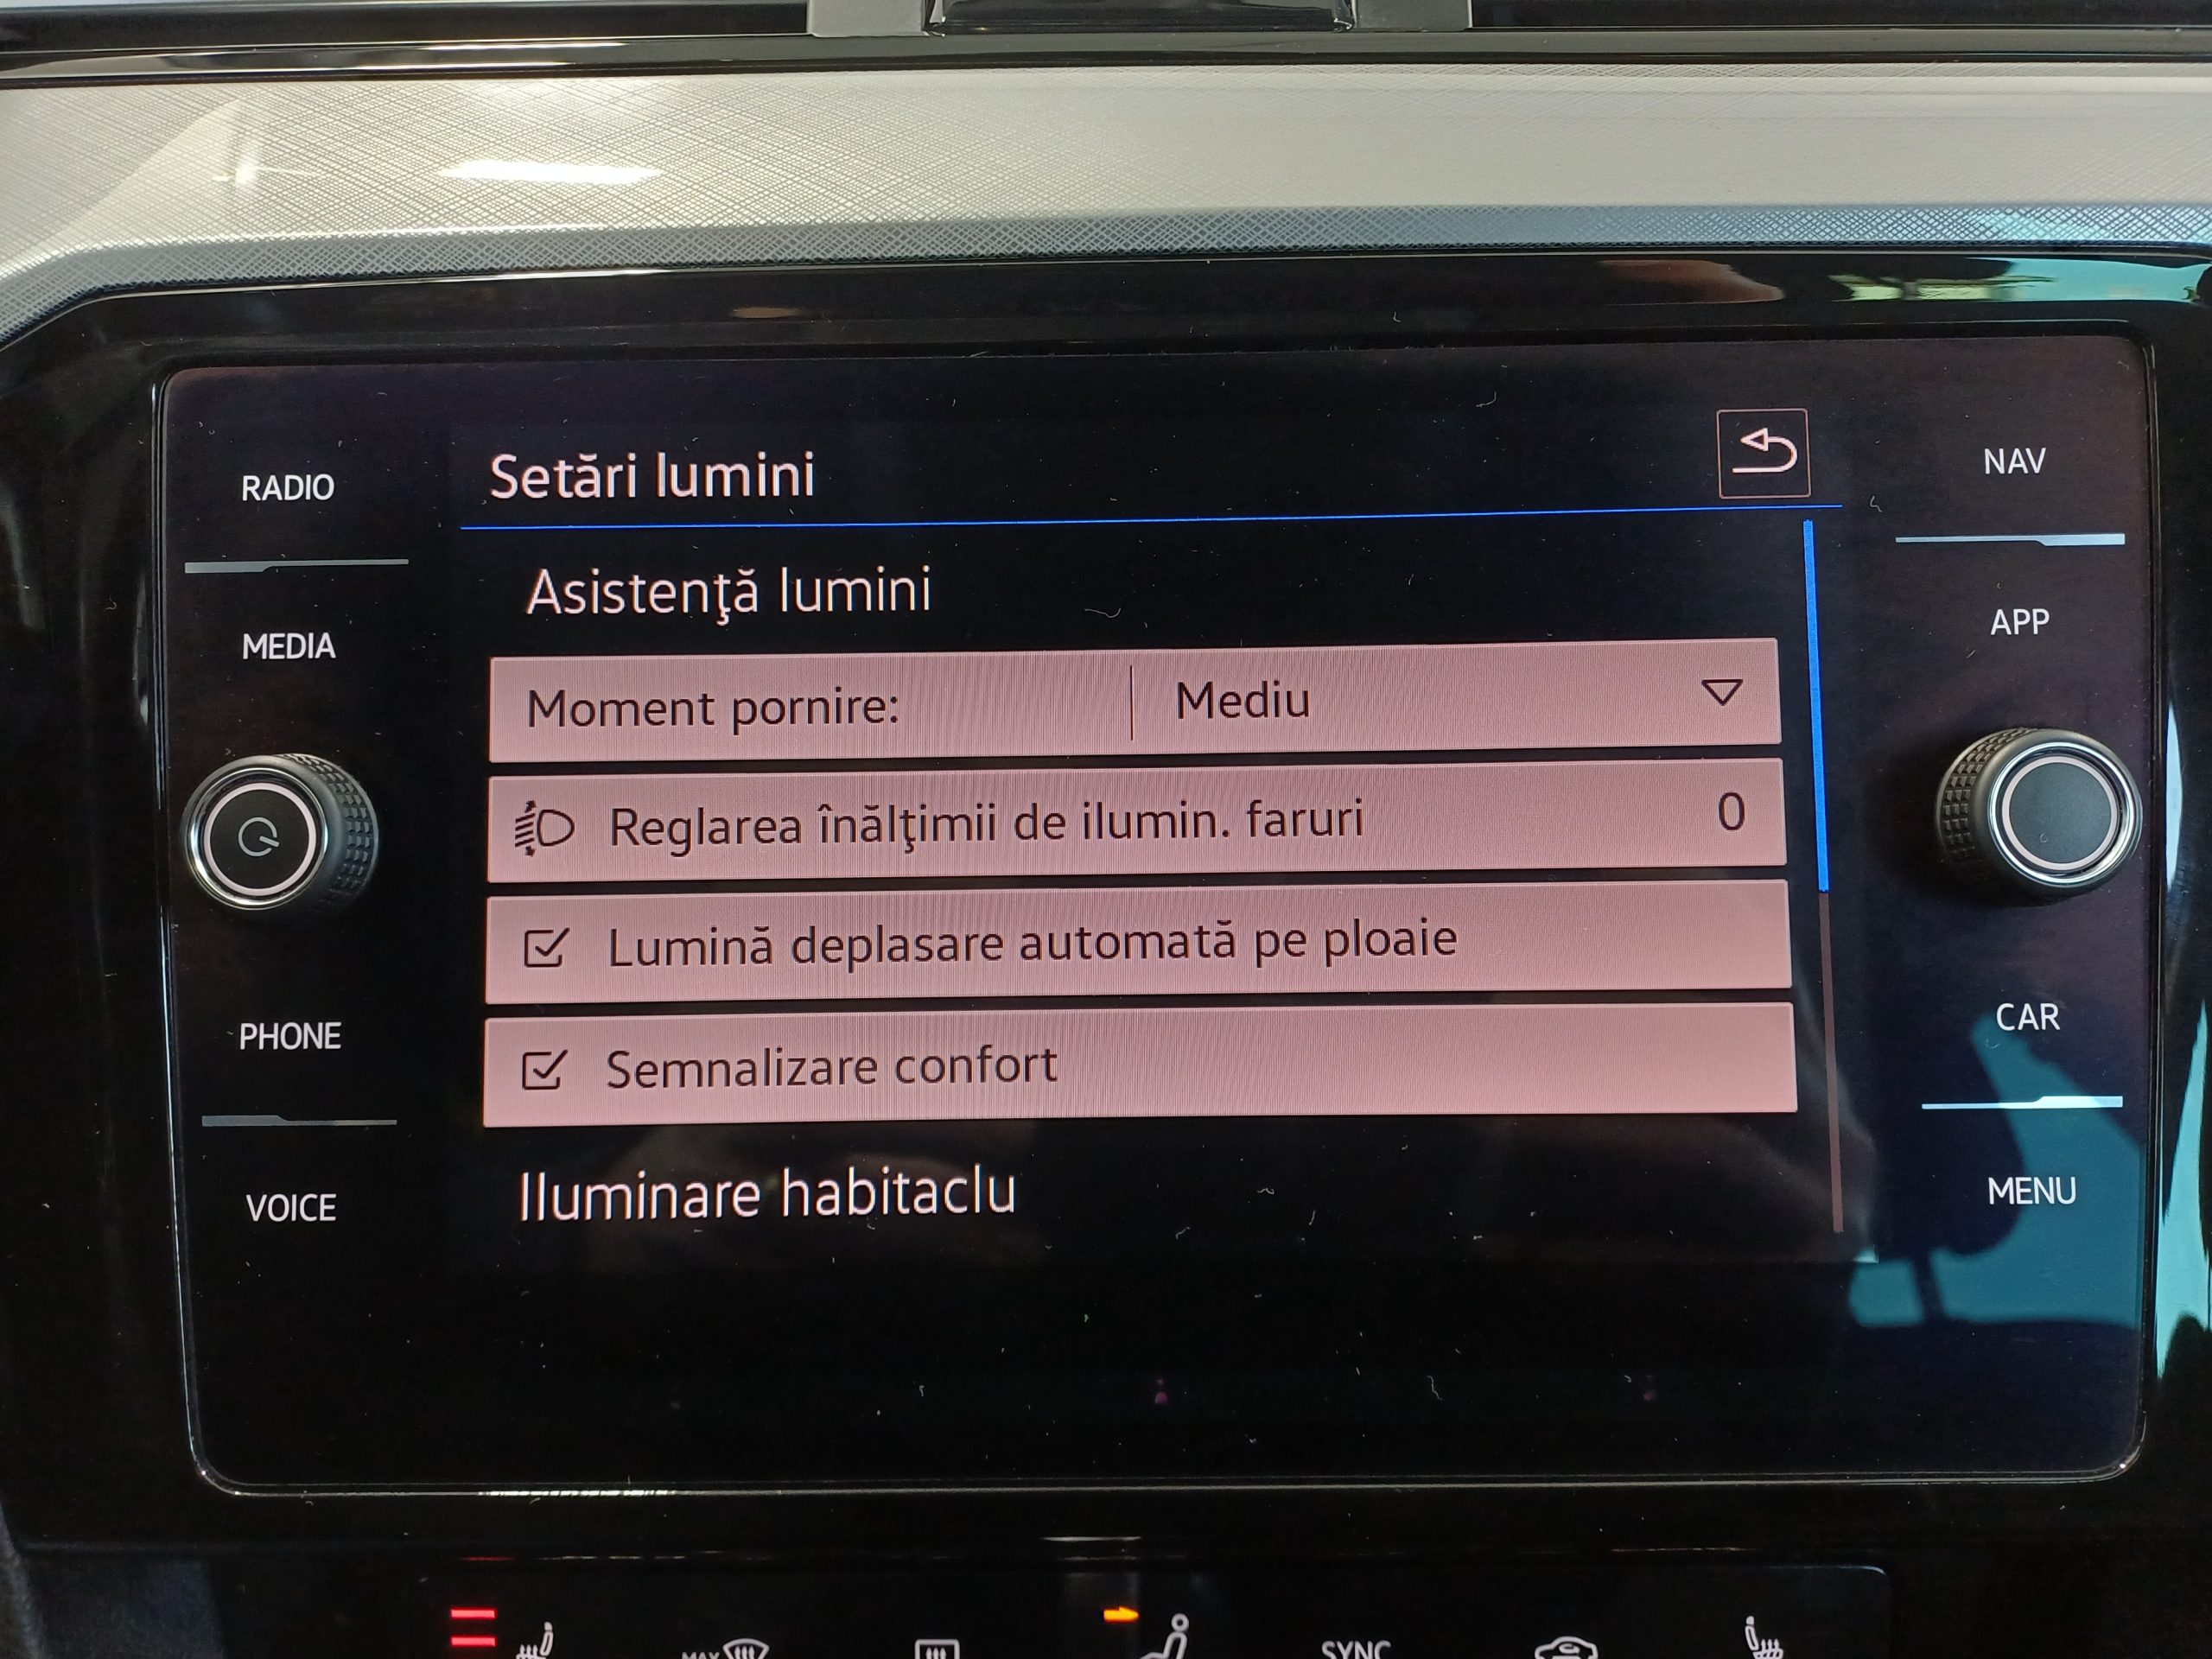 RADIO
MEDIA
PHONE
VOICE
Setări lumini
Asistenţă lumini
Moment pornire: Mediu
Reglarea înălţimii de ilumin. faruri 0
Lumină deplasare automată pe ploaie
Semnalizare confort
Iluminare habitaclu
NAV
APP
CAR
MENU
MAX
SYNC